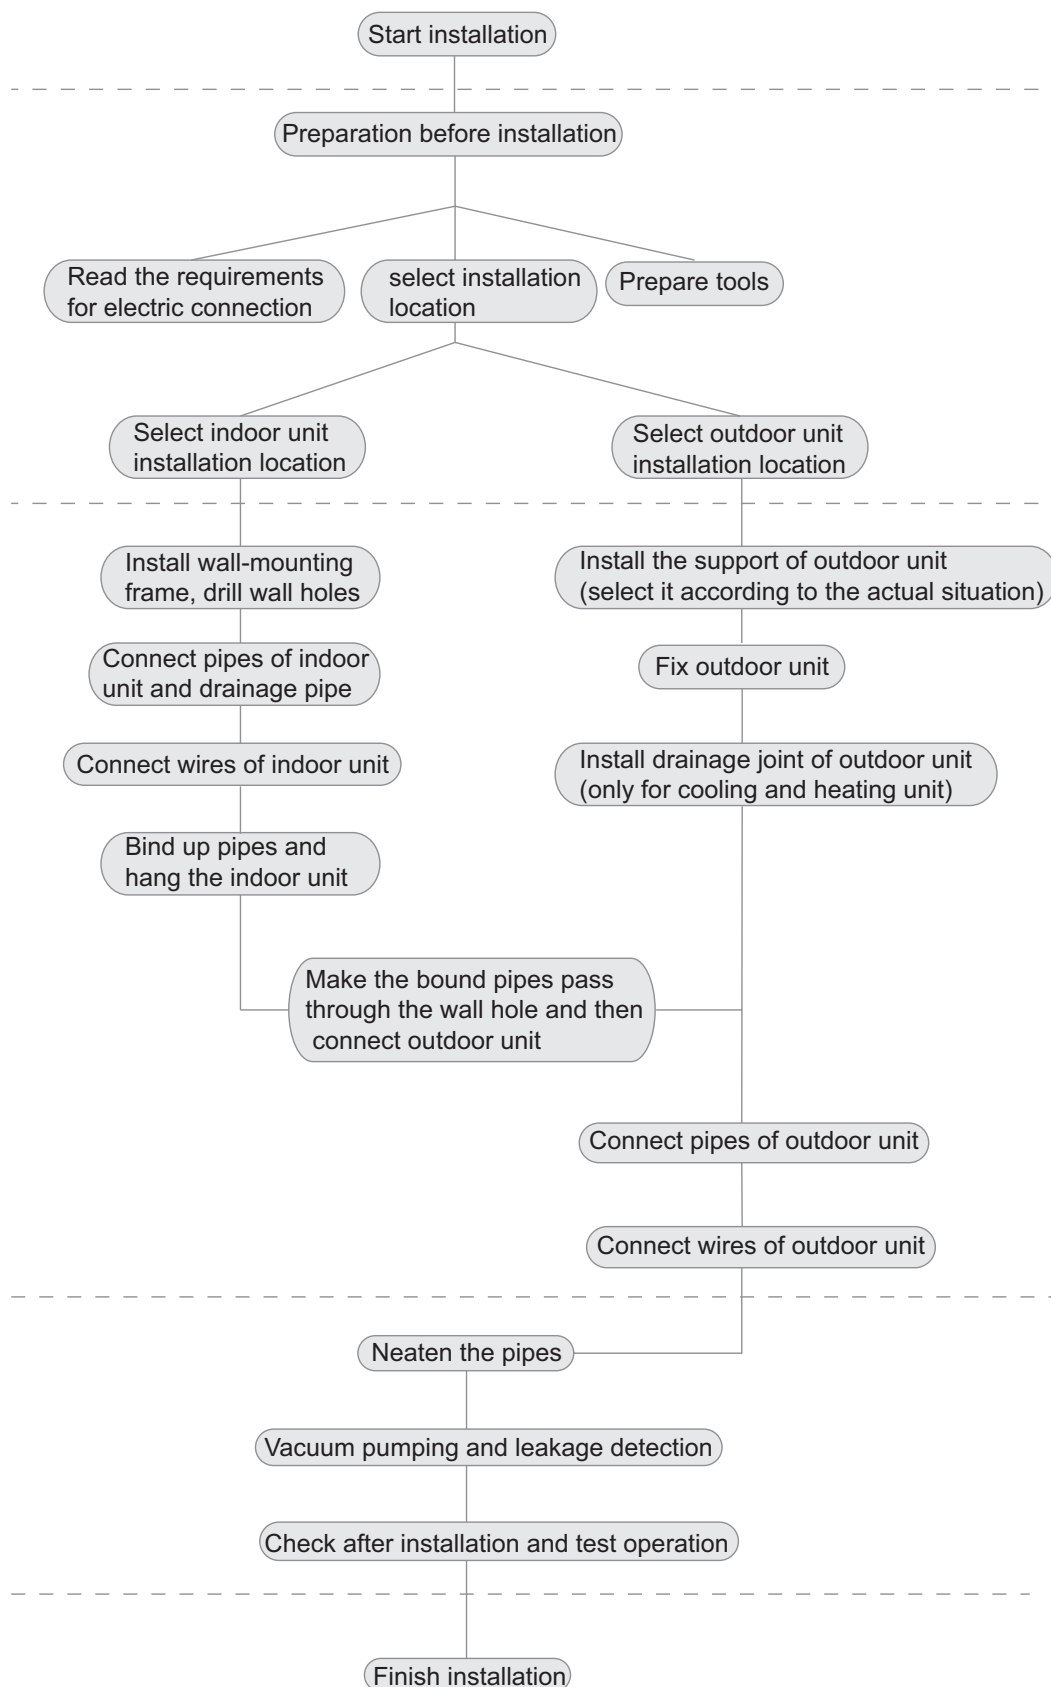 Start installation
Preparation before installation
Read the requirements
for electric connection
select installation
location
Prepare tools
Select indoor unit
installation location
Select outdoor unit
installation location
Install wall-mounting
frame, drill wall holes
Install the support of outdoor unit
(select it according to the actual situation)
Connect pipes of indoor
unit and drainage pipe
Fix outdoor unit
Connect wires of indoor unit
Install drainage joint of outdoor unit
(only for cooling and heating unit)
Bind up pipes and
hang the indoor unit
Make the bound pipes pass
through the wall hole and then
connect outdoor unit
Connect pipes of outdoor unit
Connect wires of outdoor unit
Neaten the pipes
Vacuum pumping and leakage detection
Check after installation and test operation
Finish installation